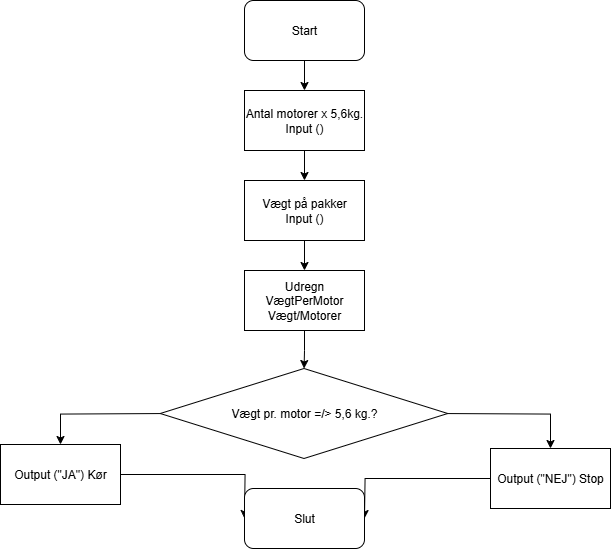 Start
Antal motorer x 5,6kg.
Input ()
Vægt på pakker
Input ()
Udregn
VægtPerMotor
Vægt/Motorer
Vægt pr. motor =/> 5,6 kg.?
Output ("JA") Kør
Output ("NEJ") Stop
Slut